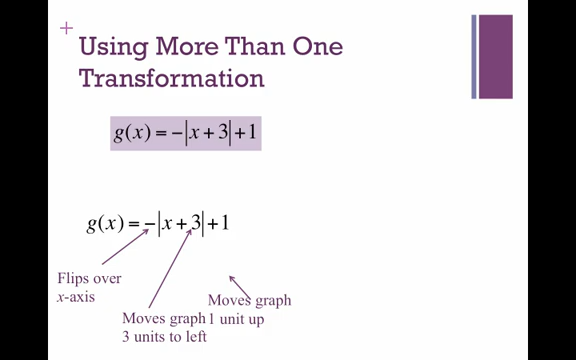 +
Using More Than One
Transformation
g(x) = −|x + 3| + 1
g(x) = −|x + 3| + 1
Flips over
x-axis
Moves graph
3 units to left
Moves graph
1 unit up